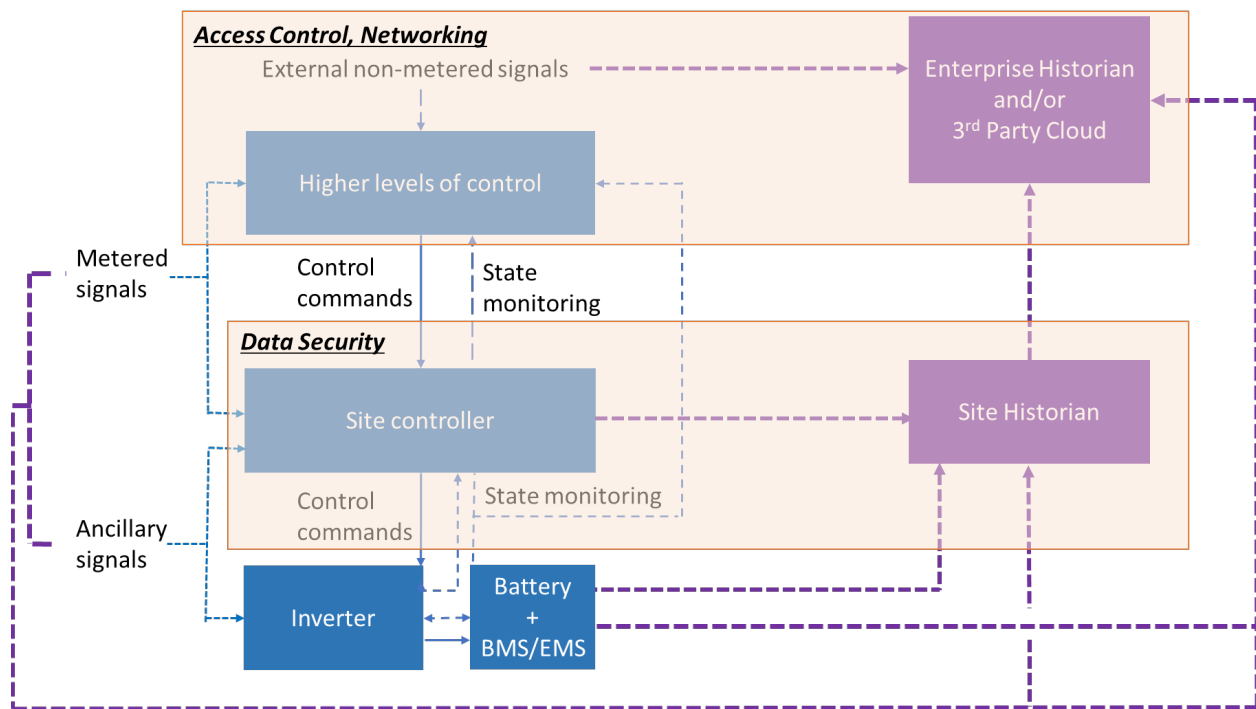 Access Control, Networking
External non-metered signals
Enterprise Historian
and/or
3rd Party Cloud
Higher levels of control
Metered
signals
Control
commands
State
monitoring
Data Security
Site controller
Site Historian
Control
commands
State monitoring
Ancillary
signals
Inverter
Battery
+
BMS/EMS